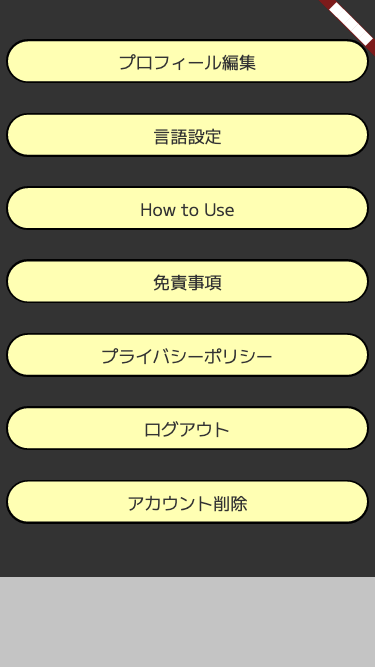 プロフィール編集
言語設定
How to Use
免責事項
プライバシーポリシー
ログアウト
アカウント削除